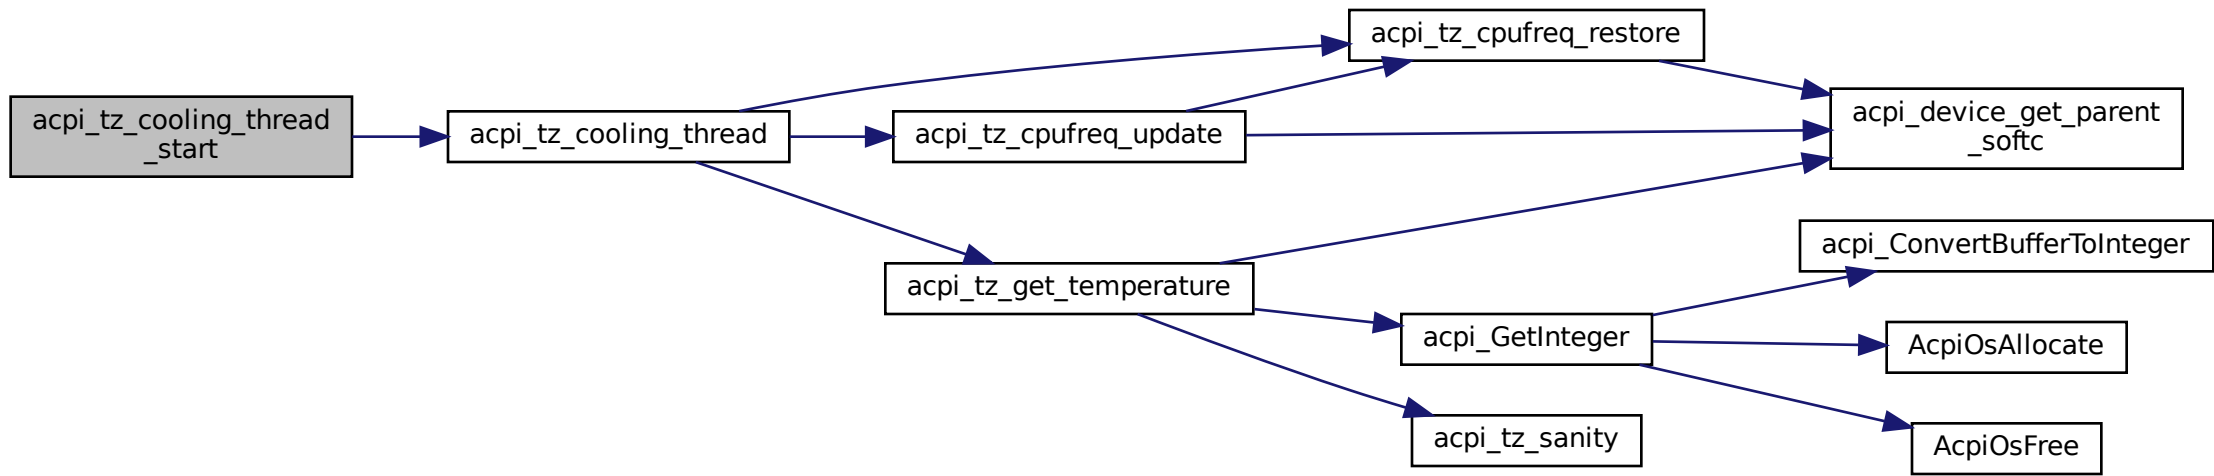 acpi_tz_cooling_thread
_start
acpi_tz_cooling_thread
acpi_tz_cpufreq_restore
acpi_tz_cpufreq_update
acpi_device_get_parent
_softc
acpi_tz_get_temperature
acpi_GetInteger
acpi_ConvertBufferToInteger
AcpiOsAllocate
AcpiOsFree
acpi_tz_sanity